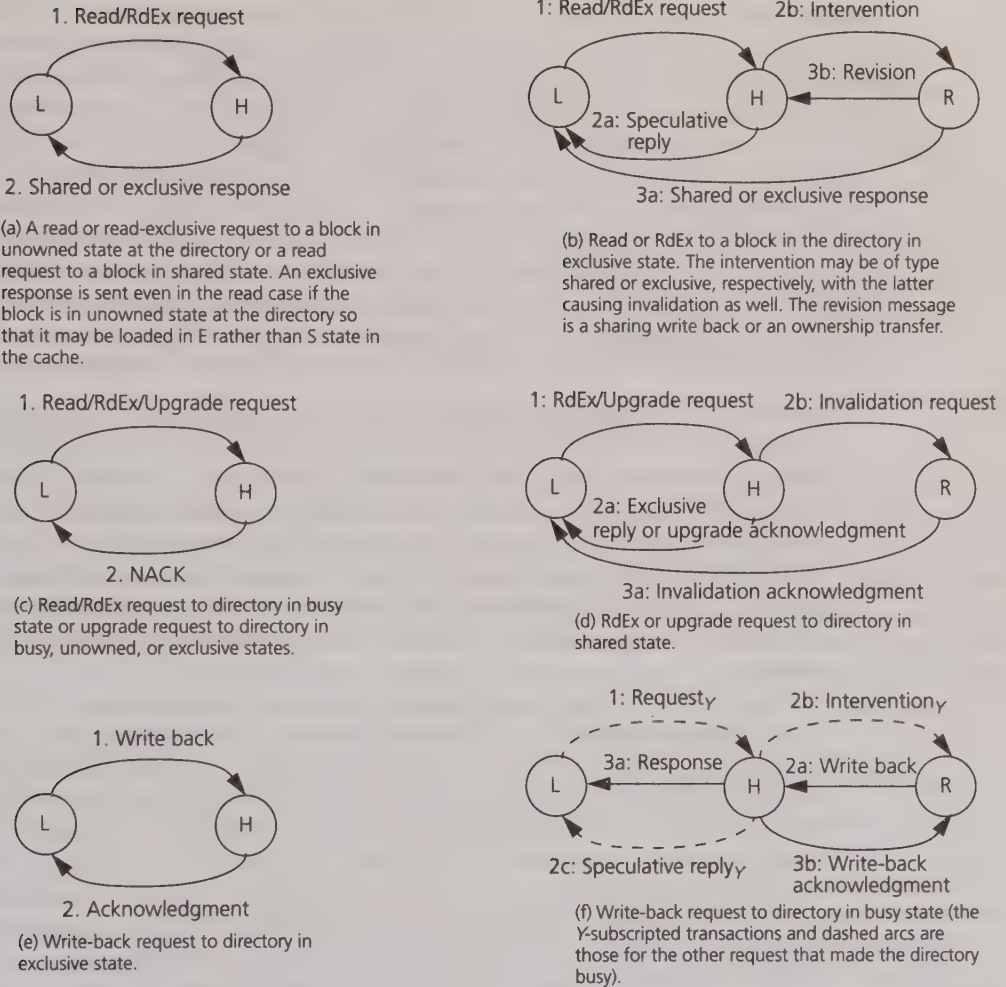 1. Read/RdEx request
L
H
2. Shared or exclusive response
(a) A read or read-exclusive request to a block in
unowned state at the directory or a read
request to a block in shared state. An exclusive
response is sent even in the read case if the
block is in unowned state at the directory so
that it may be loaded in E rather than S state in
the cache.
1: Read/RdEx request
2b: Intervention
3b: Revision
L
H
R
2a: Speculative
reply
3a: Shared or exclusive response
(b) Read or RdEx to a block in the directory in
exclusive state. The intervention may be of type
shared or exclusive, respectively, with the latter
causing invalidation as well. The revision message
is a sharing write back or an ownership transfer.
1. Read/RdEx/Upgrade request
L
H
2. NACK
(c) Read/RdEx request to directory in busy
state or upgrade request to directory in
busy, unowned, or exclusive states.
1: RdEx/Upgrade request
2b: Invalidation request
L
H
R
2a: Exclusive
reply or upgrade acknowledgment
3a: Invalidation acknowledgment
(d) RdEx or upgrade request to directory in
shared state.
1. Write back
L
H
2. Acknowledgment
(e) Write-back request to directory in
exclusive state.
1: RequestY
2b: InterventionY
3a: Response
2a: Write back
L
H
R
2c: Speculative replyY
3b: Write-back
acknowledgment
(f) Write-back request to directory in busy state (the
Y-subscripted transactions and dashed arcs are
those for the other request that made the directory
busy).